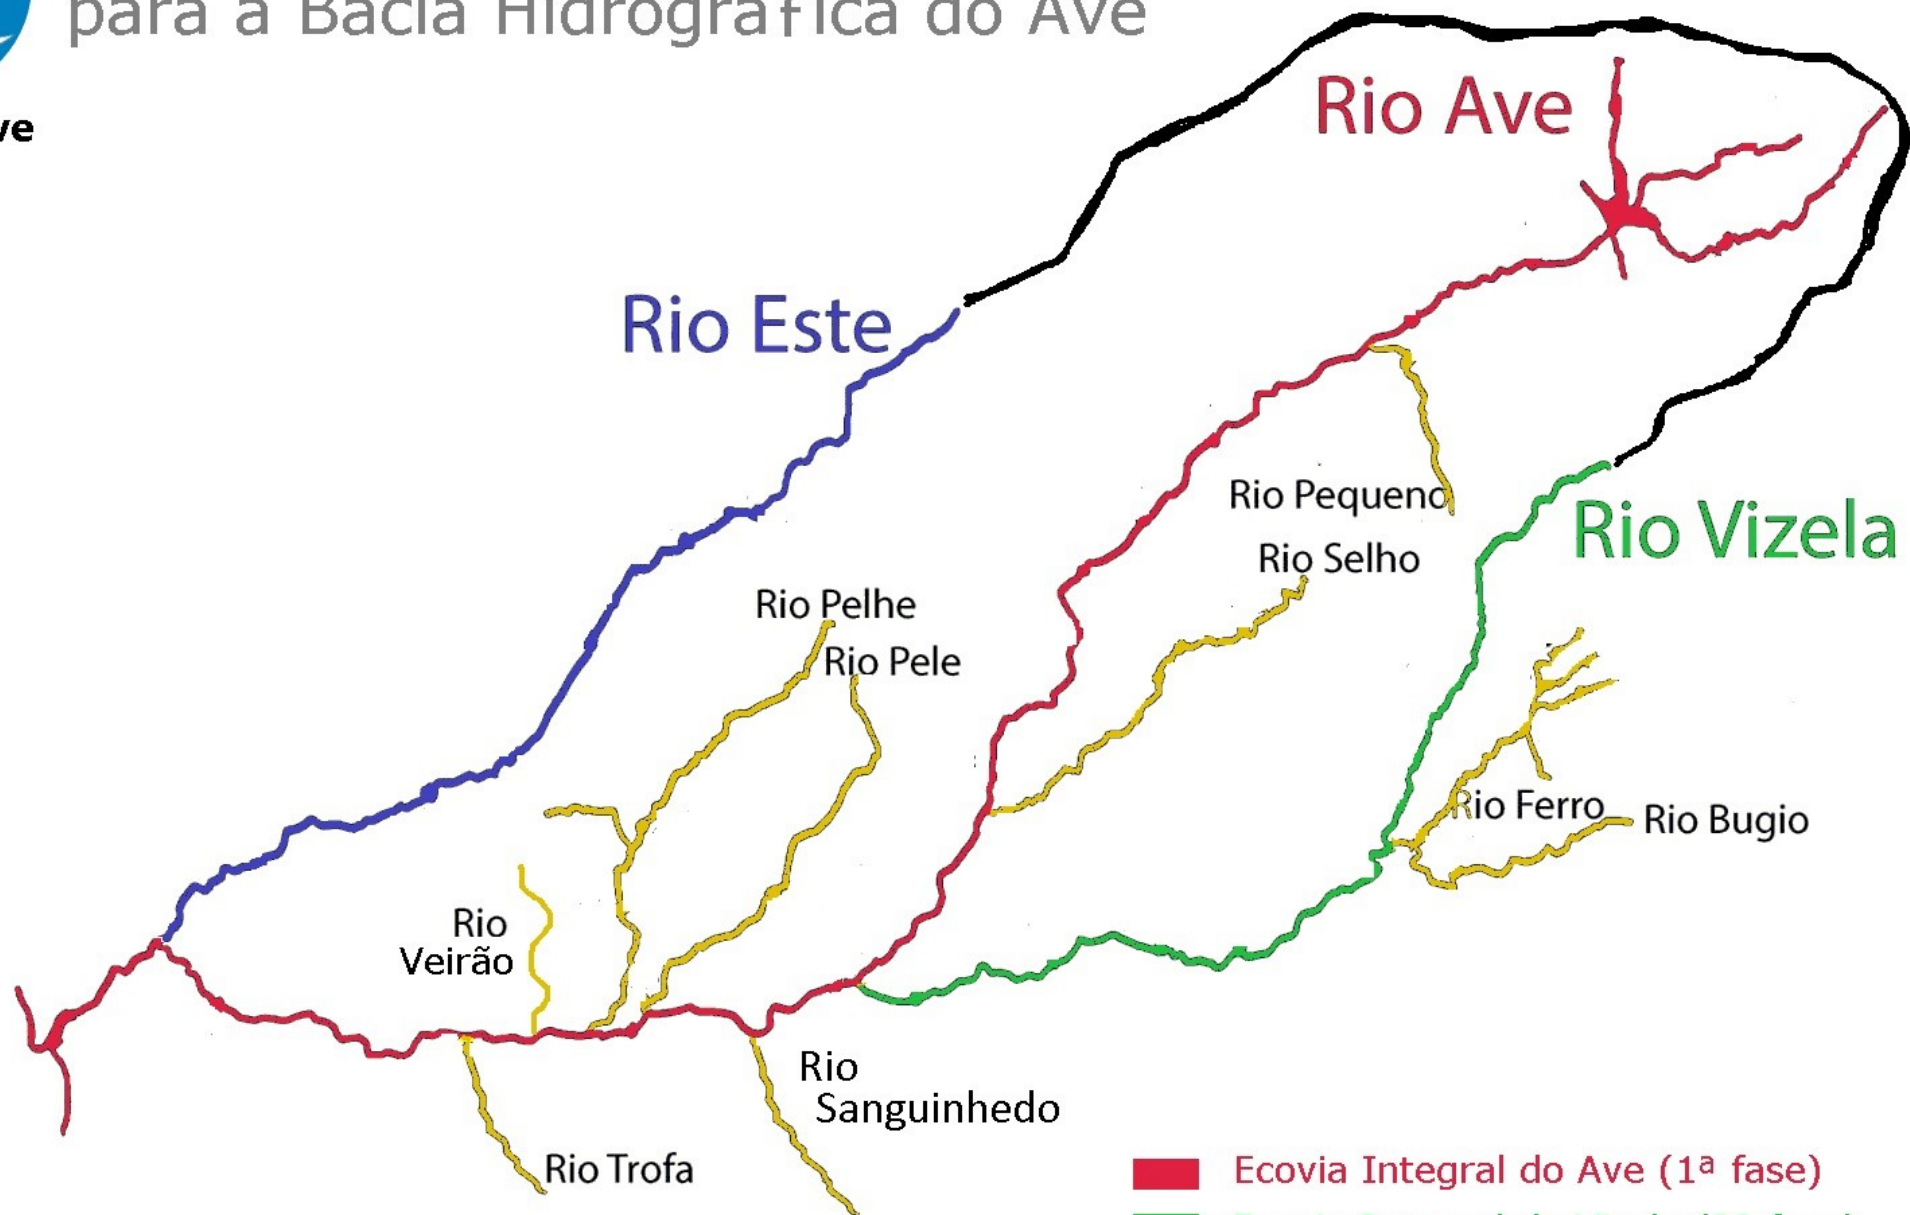 para a Bacia Hidrográfica do Ave
ve
Rio Ave
Rio Este
Rio Pequeno
Rio Vizela
Rio Selho
Rio Pelhe
Rio Pele
Rio Ferro
Rio Bugio
Rio
Veirão
Rio
Sanguinhedo
Rio Trofa
Ecovia Integral do Ave (1ª fase)